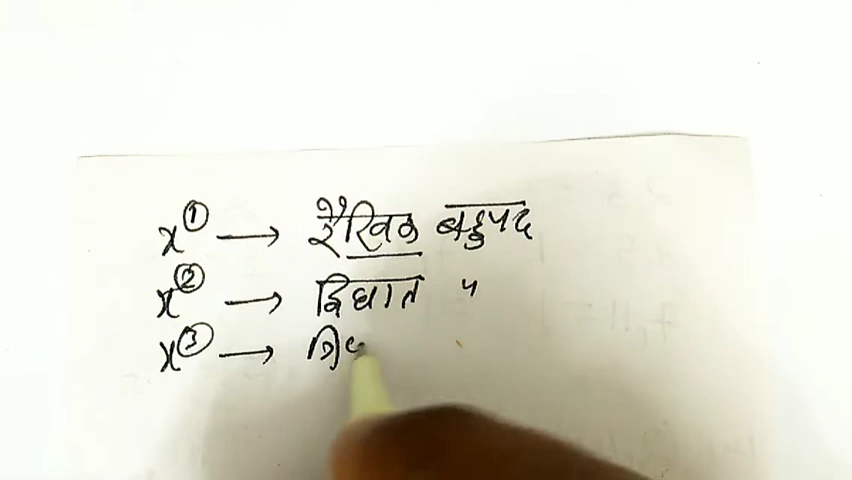 x¹ → रैखिक बहुपद
x² → द्विघात "
x³ →